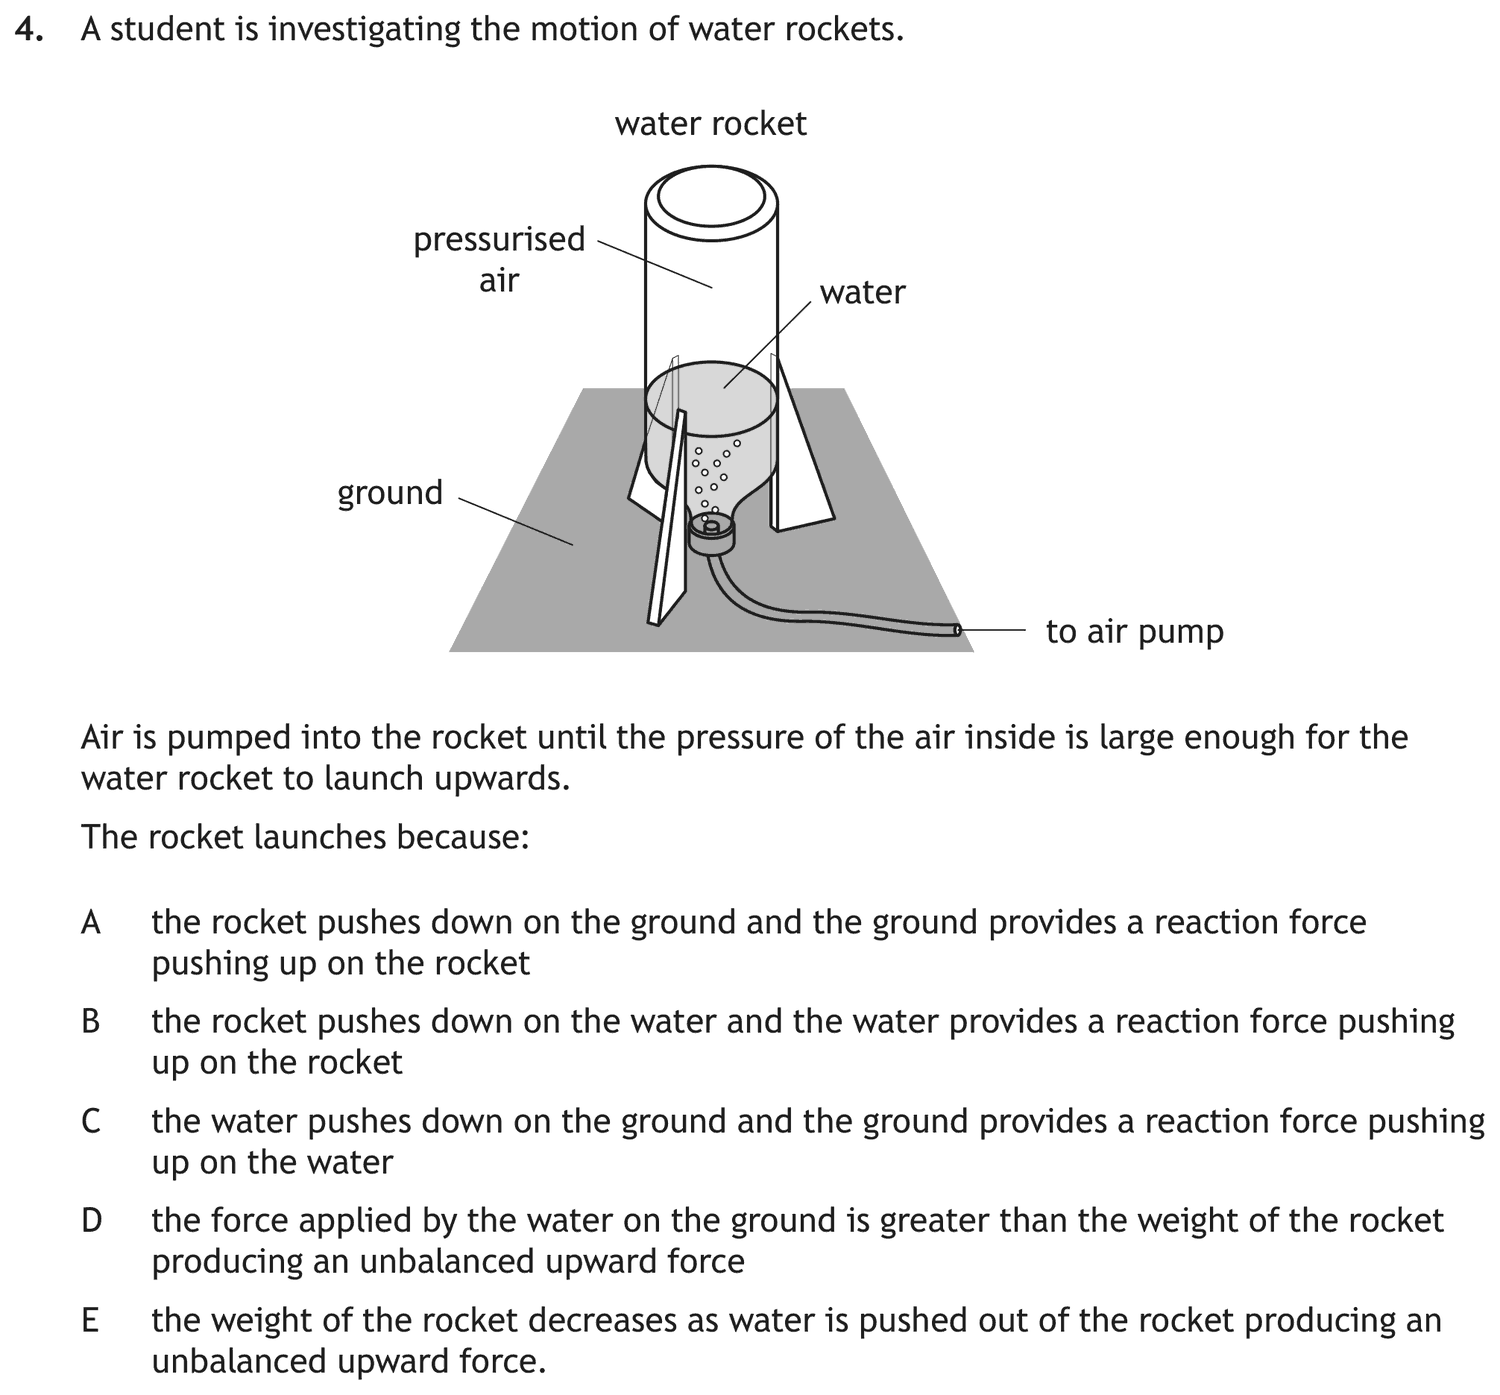 4. A student is investigating the motion of water rockets.
water rocket
pressurised
air
water
ground
to air pump
Air is pumped into the rocket until the pressure of the air inside is large enough for the
water rocket to launch upwards.
The rocket launches because:
A the rocket pushes down on the ground and the ground provides a reaction force
pushing up on the rocket
B the rocket pushes down on the water and the water provides a reaction force pushing
up on the rocket
C the water pushes down on the ground and the ground provides a reaction force pushing
up on the water
D the force applied by the water on the ground is greater than the weight of the rocket
producing an unbalanced upward force
E the weight of the rocket decreases as water is pushed out of the rocket producing an
unbalanced upward force.